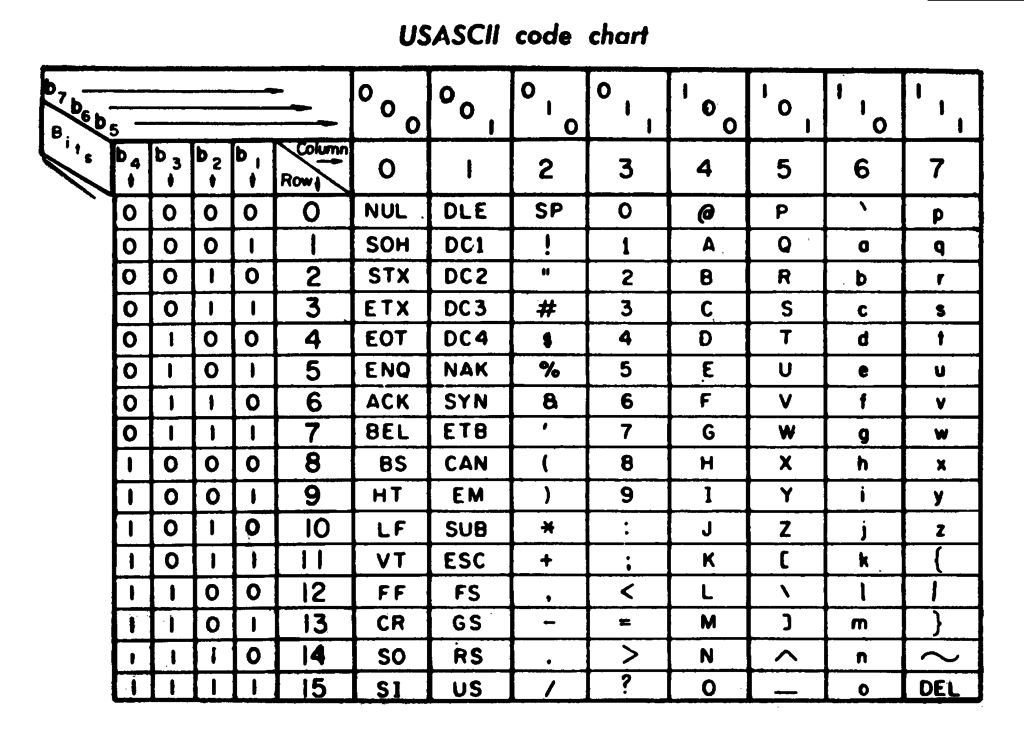 USASCII code chart
b7 b6 b5 0 0 0 0 0 1 0 1 0 0 1 1 1 0 0 1 0 1 1 1 0 1 1 1
Bits b4 b3 b2 b1 Column Row 0 1 2 3 4 5 6 7
0 0 0 0 0 NUL DLE SP 0 @ P ` p
0 0 0 1 1 SOH DC1 ! 1 A Q a q
0 0 1 0 2 STX DC2 " 2 B R b r
0 0 1 1 3 ETX DC3 # 3 C S c s
0 1 0 0 4 EOT DC4 $ 4 D T d t
0 1 0 1 5 ENQ NAK % 5 E U e u
0 1 1 0 6 ACK SYN & 6 F V f v
0 1 1 1 7 BEL ETB ' 7 G W g w
1 0 0 0 8 BS CAN ( 8 H X h x
1 0 0 1 9 HT EM ) 9 I Y i y
1 0 1 0 10 LF SUB * : J Z j z
1 0 1 1 11 VT ESC + ; K [ k {
1 1 0 0 12 FF FS , < L \ l |
1 1 0 1 13 CR GS - = M ] m }
1 1 1 0 14 SO RS . > N ^ n ~
1 1 1 1 15 SI US / ? O _ o DEL